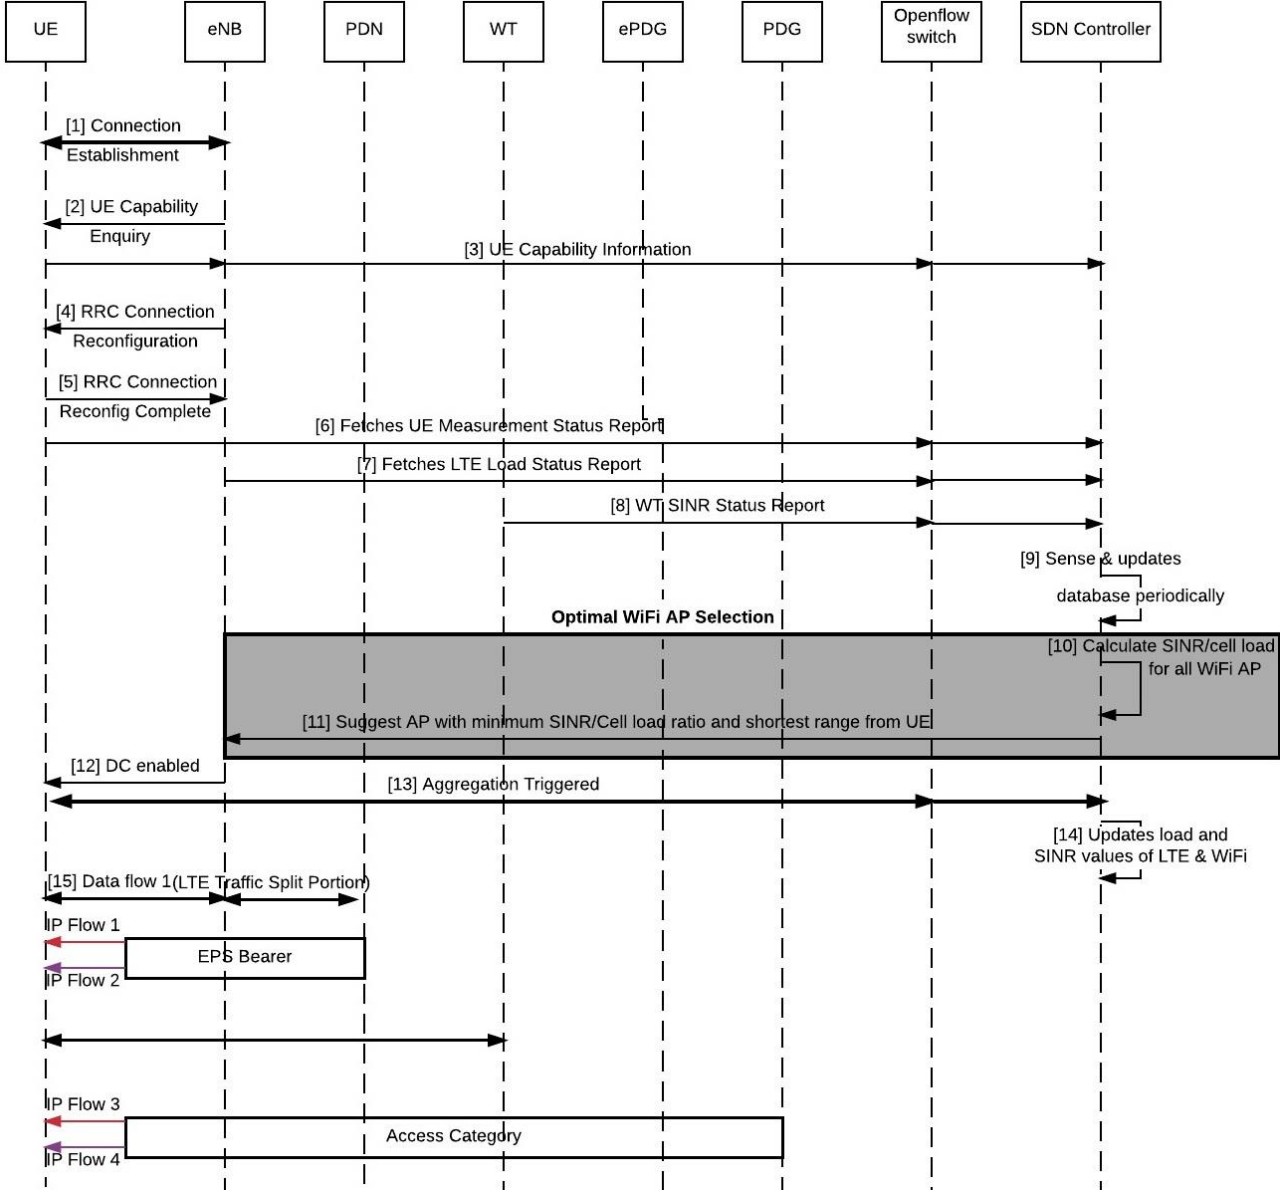 UE
eNB
PDN
WT
ePDG
PDG
Openflow
switch
SDN Controller
[1] Connection
Establishment
[2] UE Capability
Enquiry
[3] UE Capability Information
[4] RRC Connection
Reconfiguration
[5] RRC Connection
Reconfig Complete
[6] Fetches UE Measurement Status Report
[7] Fetches LTE Load Status Report
[8] WT SINR Status Report
[9] Sense & updates
database periodically
Optimal WiFi AP Selection
[10] Calculate SINR/cell load
for all WiFi AP
[11] Suggest AP with minimum SINR/Cell load ratio and shortest range from UE
[12] DC enabled
[13] Aggregation Triggered
[14] Updates load and
SINR values of LTE & WiFi
[15] Data flow 1(LTE Traffic Split Portion)
IP Flow 1
EPS Bearer
IP Flow 2
IP Flow 3
Access Category
IP Flow 4